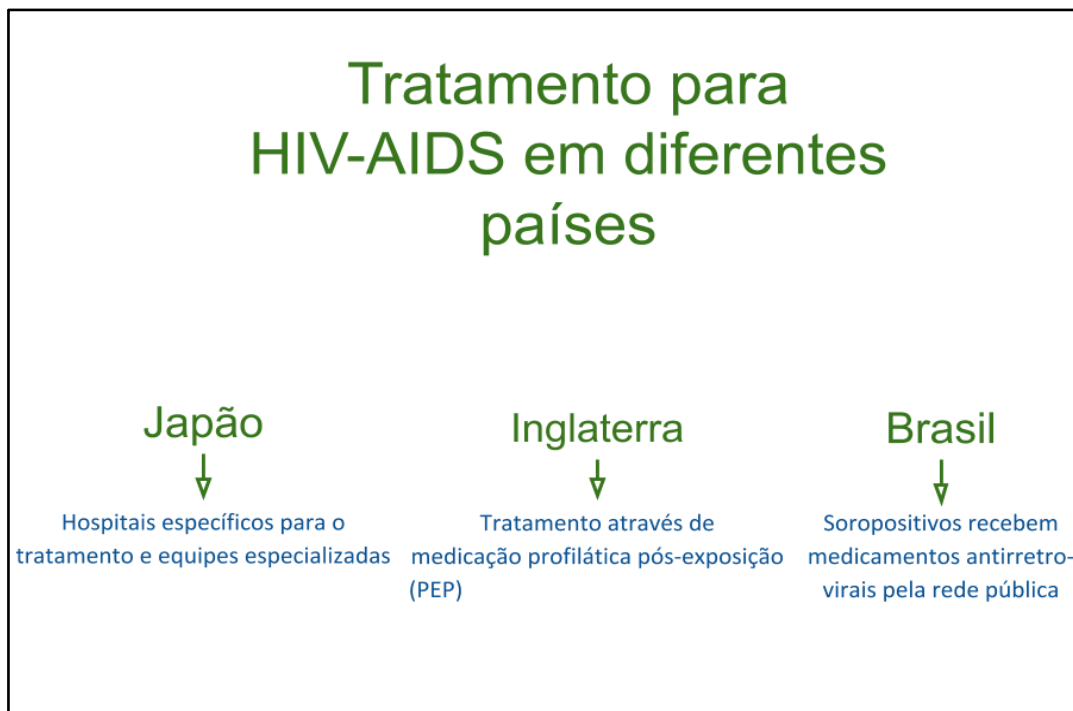 Tratamento para
HIV-AIDS em diferentes
países
Japão
Hospitais específicos para o
tratamento e equipes especializadas
Inglaterra
Tratamento através de
medicação profilática pós-exposição
(PEP)
Brasil
Soropositivos recebem
medicamentos antirretro-
virais pela rede pública